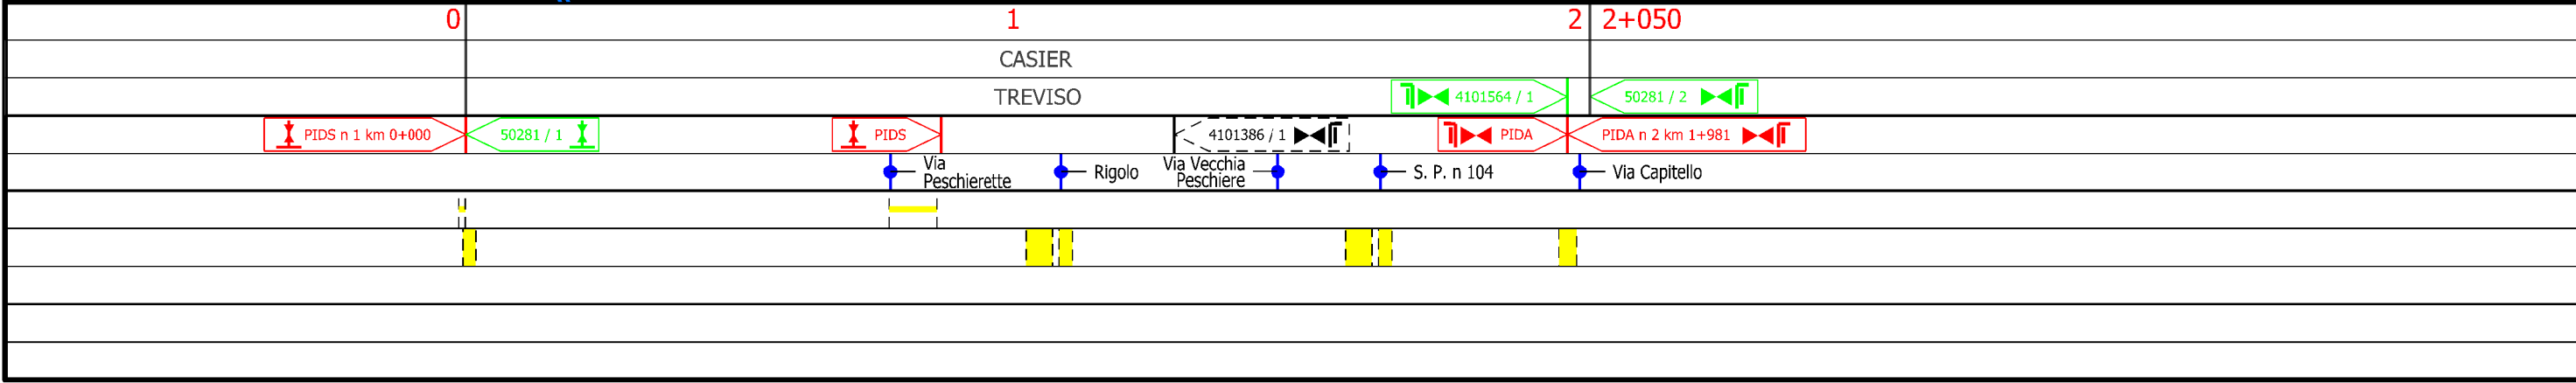 0 1 2 2+050
CASIER
TREVISO 4101564 / 1 50281 / 2
PIDS n 1 km 0+000 50281 / 1 PIDS 4101386 / 1 PIDA PIDA n 2 km 1+981
Via Peschierette Rigolo Via Vecchia Peschiere S. P. n 104 Via Capitello